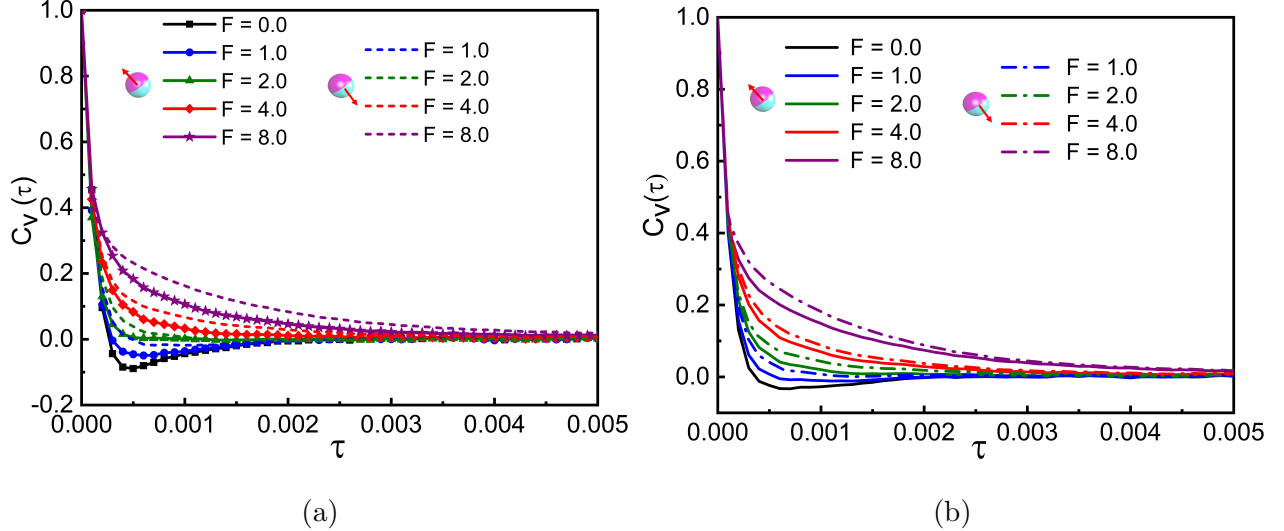 1.0
0.8
0.6
0.4
0.2
0.0
-0.2
Cv(τ)
F = 0.0
F = 1.0
F = 2.0
F = 4.0
F = 8.0
F = 1.0
F = 2.0
F = 4.0
F = 8.0
0.000 0.001 0.002 0.003 0.004 0.005
τ
(a)
1.0
0.8
0.6
0.4
0.2
0.0
Cv(τ)
F = 0.0
F = 1.0
F = 2.0
F = 4.0
F = 8.0
F = 1.0
F = 2.0
F = 4.0
F = 8.0
0.000 0.001 0.002 0.003 0.004 0.005
τ
(b)